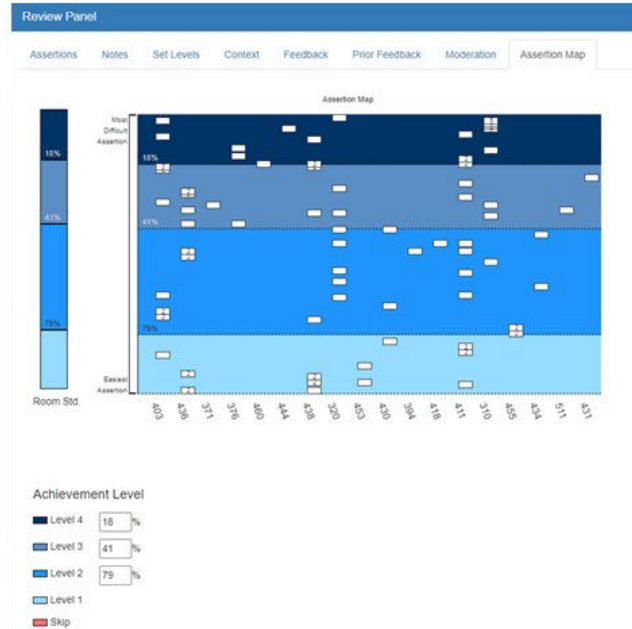 Review Panel
Assertions Notes Set Levels Context Feedback Prior Feedback Moderation Assertion Map
Assertion Map
Most
Difficult
Assertion
18% 18%
41% 41%
79% 79%
Easiest
Assertion
Room Std.
403 436 371 376 460 444 438 320 453 430 394 418 411 310 455 434 511 431
Achievement Level
Level 4 18 %
Level 3 41 %
Level 2 79 %
Level 1
Skip